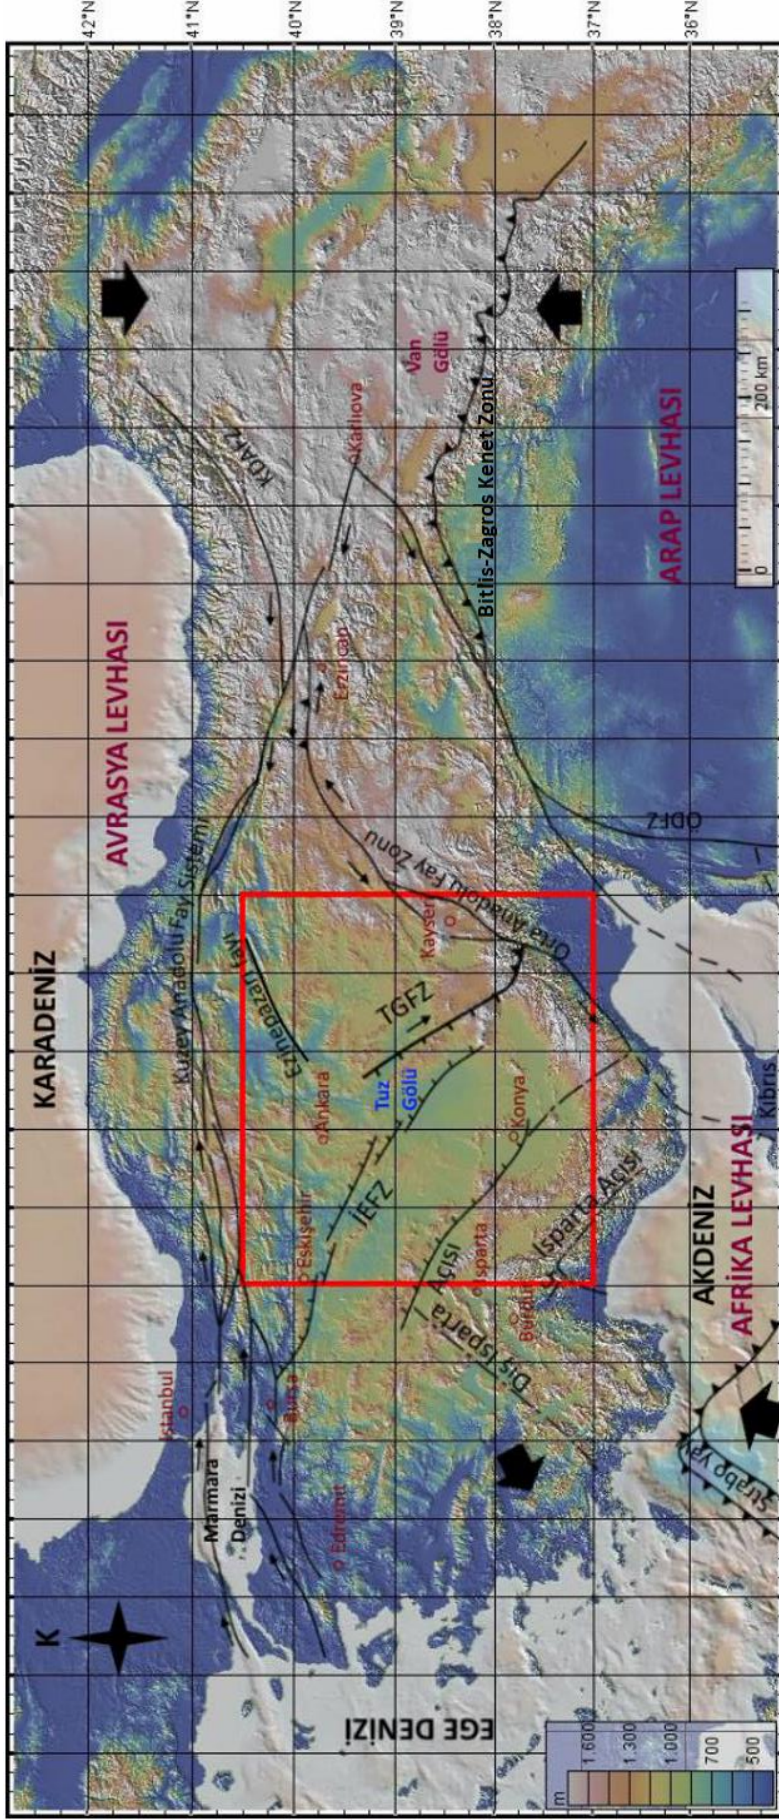 42°N
41°N
40°N
39°N
38°N
37°N
36°N
K
KARADENİZ
AVRASYA LEVHASI
Kuzey Anadolu Fay Sistemi
KDAFZ
İstanbul
Marmara
Denizi
Bursa
Edremit
Eskişehir
Ezinepazarı Fayı
Ankara
Erzincan
Karlıova
Van
Gölü
İEFZ
Tuz
Gölü
TGFZ
Orta Anadolu Fay Zonu
Kayseri
Bitlis-Zagros Kenet Zonu
EGE DENİZİ
Dış Isparta
Açısı
Isparta
Burdur
Isparta Açısı
Konya
ÖDFZ
ARAP LEVHASI
AKDENİZ
AFRİKA LEVHASI
Kıbrıs
Strabo yayı
m
1.600
1.300
1.000
700
500
0
200 km